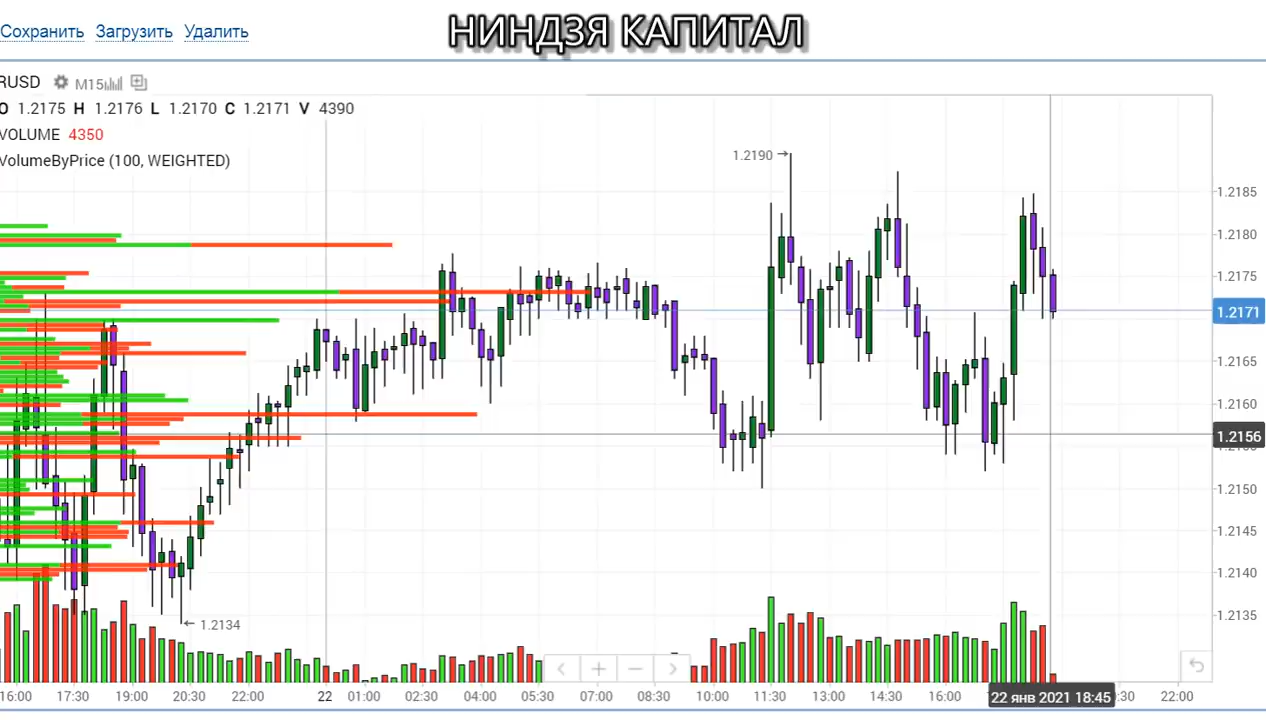 НИНДЗЯ КАПИТАЛ
Сохранить Загрузить Удалить
RUSD M15
O 1.2175 H 1.2176 L 1.2170 C 1.2171 V 4390
VOLUME 4350
VolumeByPrice (100, WEIGHTED)
1.2190
1.2185
1.2180
1.2175
1.2171
1.2165
1.2160
1.2156
1.2150
1.2145
1.2140
1.2135
1.2134
16:00 17:30 19:00 20:30 22:00 22 01:00 02:30 04:00 05:30 07:00 08:30 10:00 11:30 13:00 14:30 16:00 22 янв 2021 18:45 :30 22:00